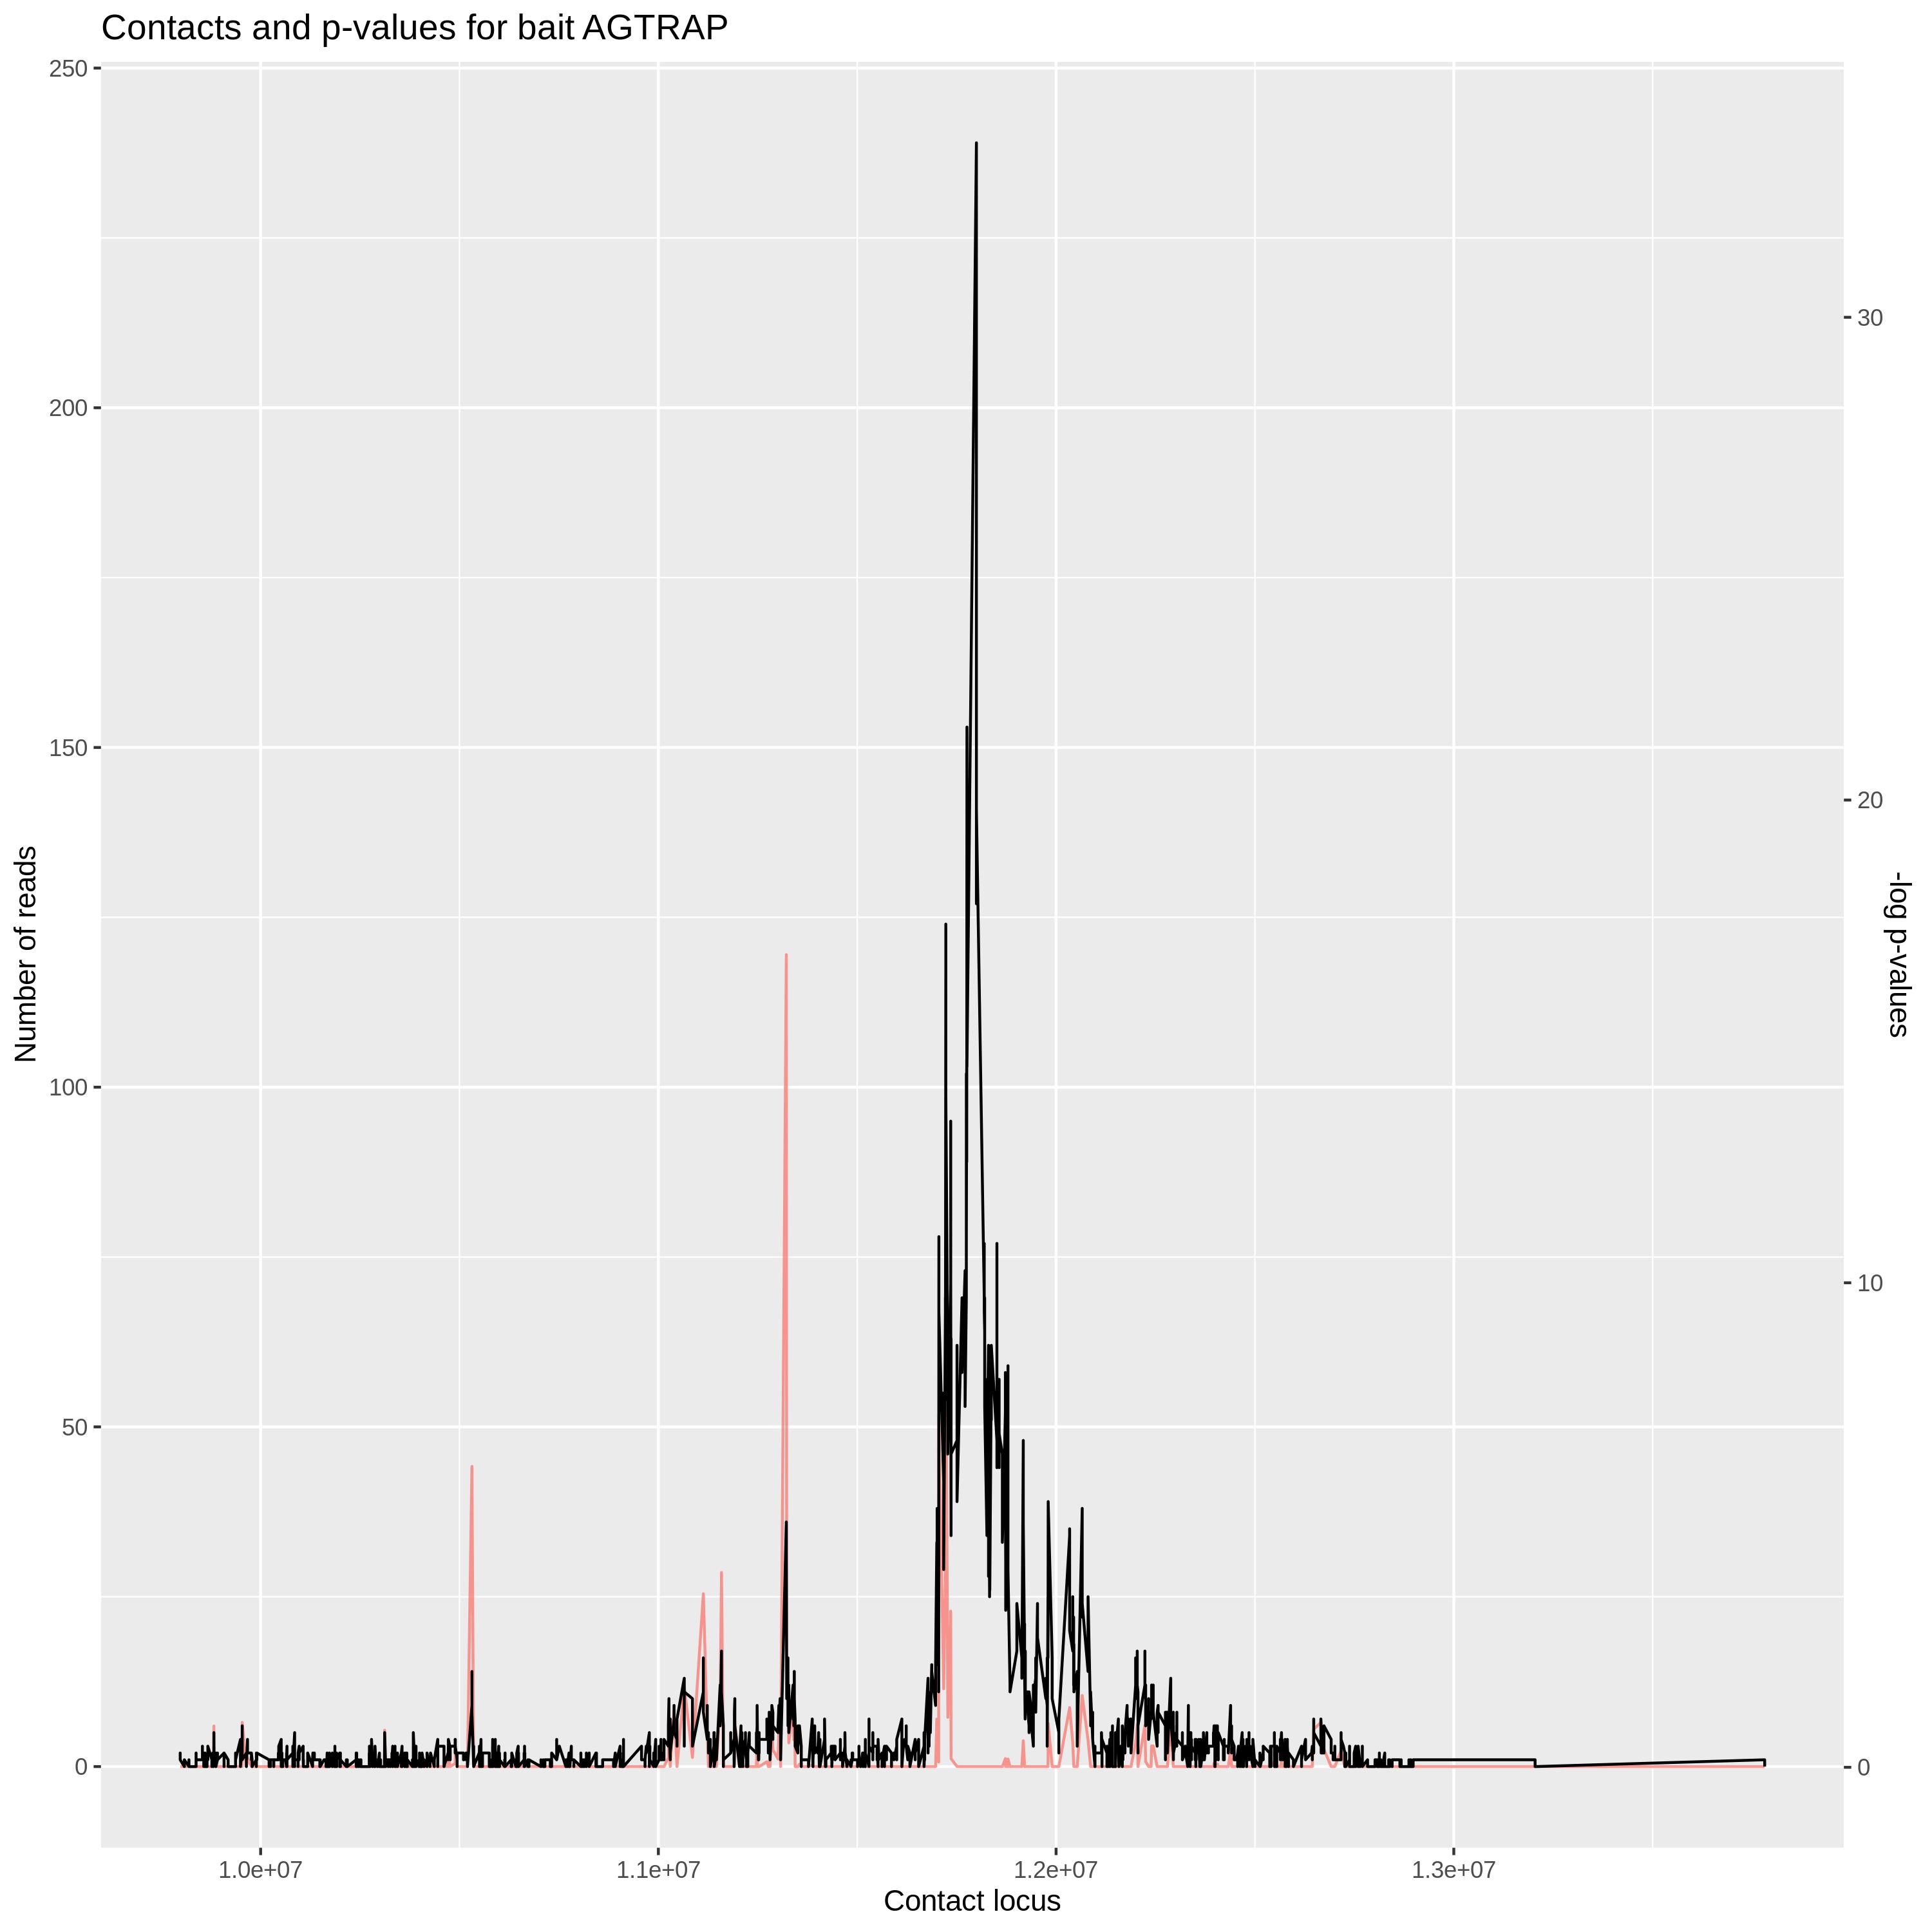 Contacts and p-values for bait AGTRAP
250
200
150
100
50
0
Number of reads
30
20
10
0
-log p-values
1.0e+07
1.1e+07
1.2e+07
1.3e+07
Contact locus